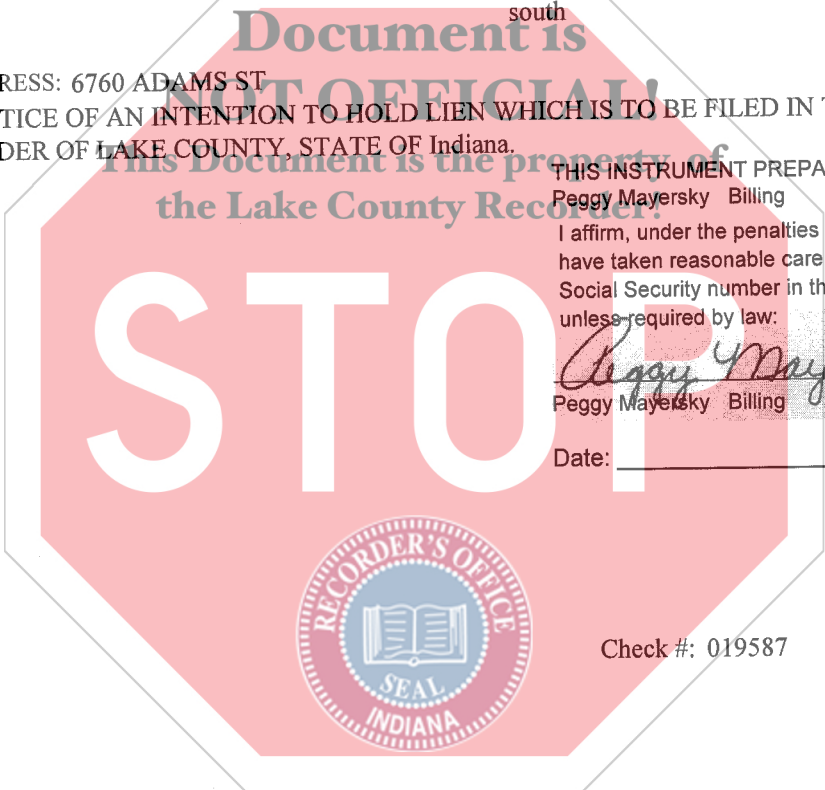 south
Document is
RESS: 6760 ADAMS ST
NOT OFFICIAL!
TICE OF AN INTENTION TO HOLD LIEN WHICH IS TO BE FILED IN
DER OF LAKE COUNTY, STATE OF Indiana.
This Document is the property of
the Lake County Recorder!
THIS INSTRUMENT PREPA
Peggy Mayersky Billing
I affirm, under the penalties
have taken reasonable care
Social Security number in th
unless required by law:
STOP
Peggy May
Peggy Mayersky Billing
Date:
RECORDER'S OFFICE
SEAL
INDIANA
Check #: 019587